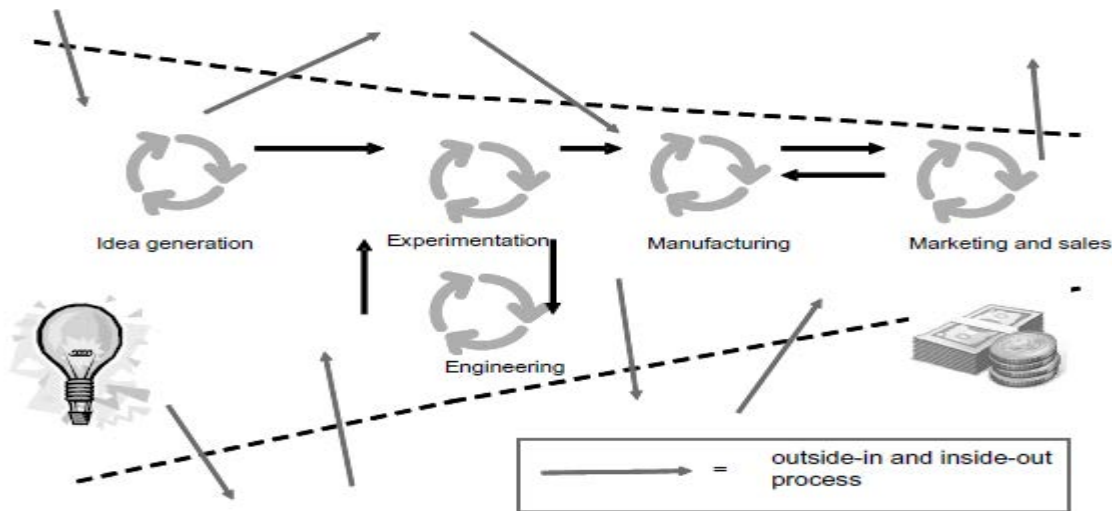 Idea generation
Experimentation
Manufacturing
Marketing and sales
Engineering
= outside-in and inside-out
process